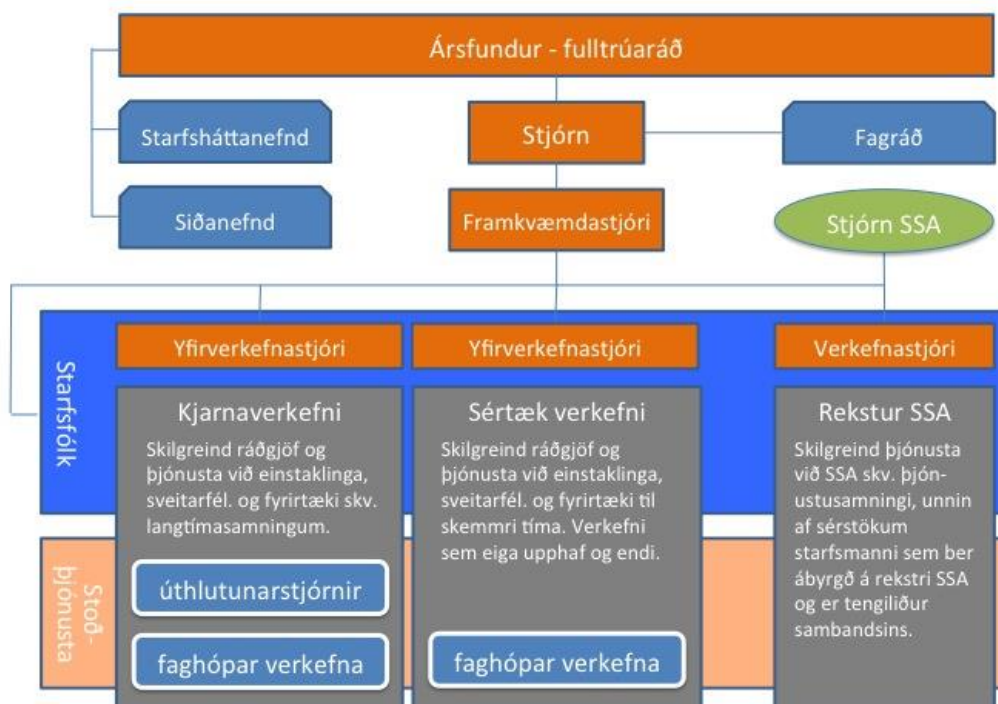 Ársfundur - fulltrúaráð
Starfsháttanefnd
Stjórn
Fagráð
Siðanefnd
Framkvæmdastjóri
Stjórn SSA
Starfsfólk
Yfirverkefnastjóri
Yfirverkefnastjóri
Verkefnastjóri
Kjarnaverkefni
Skilgreind ráðgjöf og
þjónusta við einstaklinga,
sveitarfél. og fyrirtæki skv.
langtímasamningum.
úthlutunarstjórnir
faghópar verkefna
Sértæk verkefni
Skilgreind ráðgjöf og
þjónusta við einstaklinga,
sveitarfél. og fyrirtæki til
skemmri tíma. Verkefni
sem eiga upphaf og endi.
faghópar verkefna
Rekstur SSA
Skilgreind þjónusta
við SSA skv. þjón-
ustusamningi, unnin
af sérstökum
starfsmanni sem ber
ábyrgð á rekstri SSA
og er tengiliður
sambandsins.
Stoð-
þjónusta